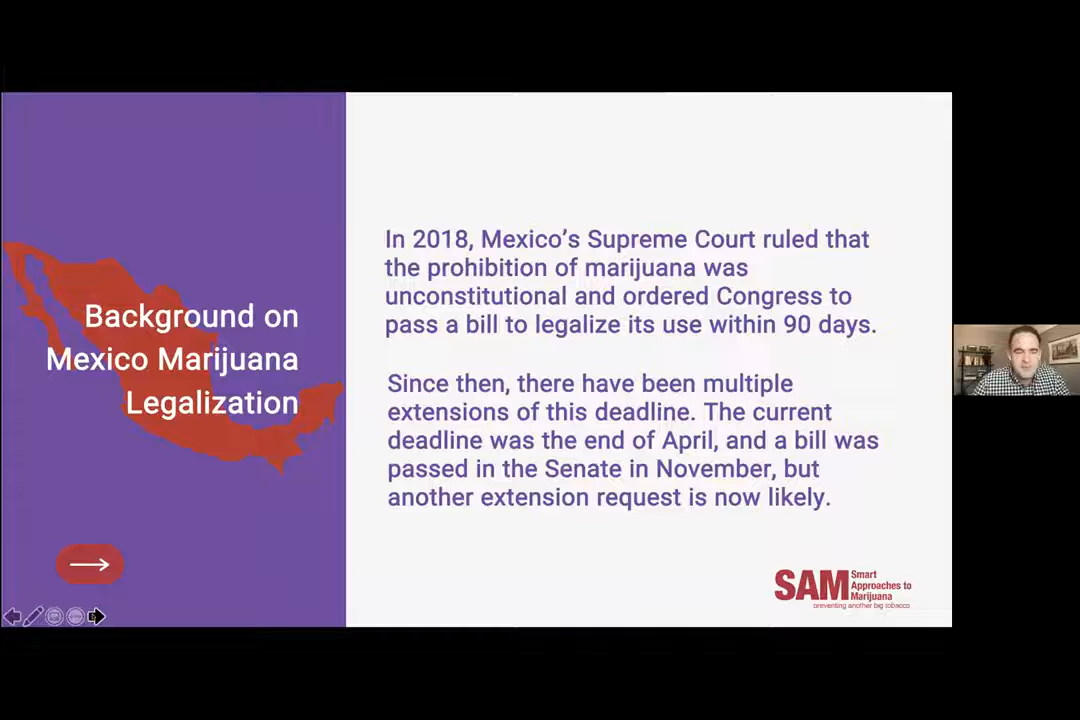 Background on
Mexico Marijuana
Legalization
In 2018, Mexico's Supreme Court ruled that
the prohibition of marijuana was
unconstitutional and ordered Congress to
pass a bill to legalize its use within 90 days.
Since then, there have been multiple
extensions of this deadline. The current
deadline was the end of April, and a bill was
passed in the Senate in November, but
another extension request is now likely.
SAM Smart
Approaches to
Marijuana
preventing another big tobacco